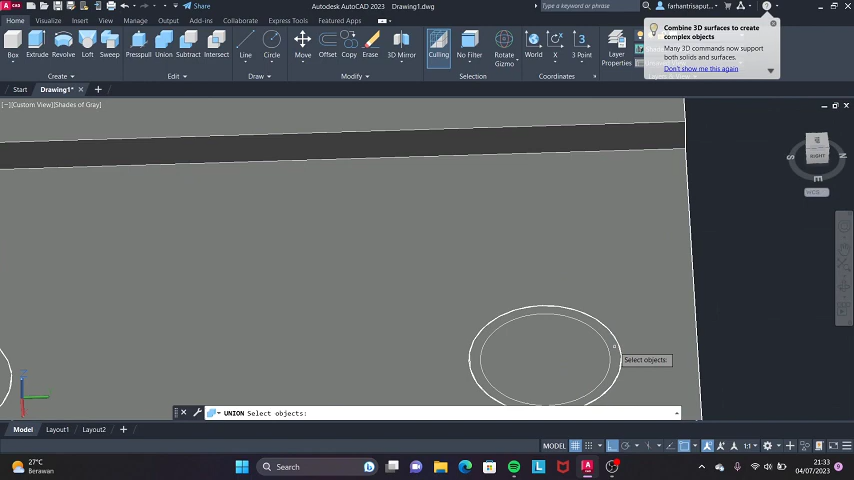 Share
Autodesk AutoCAD 2023 Drawing1.dwg
Type a keyword or phrase
farhantrisaput...
Home
Insert
View
Manage
Output
Add-ins
Collaborate
Express Tools
Featured Apps
Combine 3D surfaces to create
complex objects
Many 3D commands now support
both solids and surfaces.
Don't show me this again
Box
Extrude
Revolve
Loft
Sweep
Presspull
Union
Subtract
Intersect
Line
Circle
Move
Offset
Copy
3D Mirror
Erase
Culling
No Filter
Rotate
Gizmo
World
X
3 Point
Layer
Properties
Create
Edit
Draw
Modify
Selection
Coordinates
Start
Drawing1*
[−][Custom View][Shades of Gray]
S
N
RIGHT
E
WCS
Select objects:
Z
UNION Select objects:
Model
Layout1
Layout2
MODEL
1:1
27°C
Berawan
Search
21:33
04/07/2023